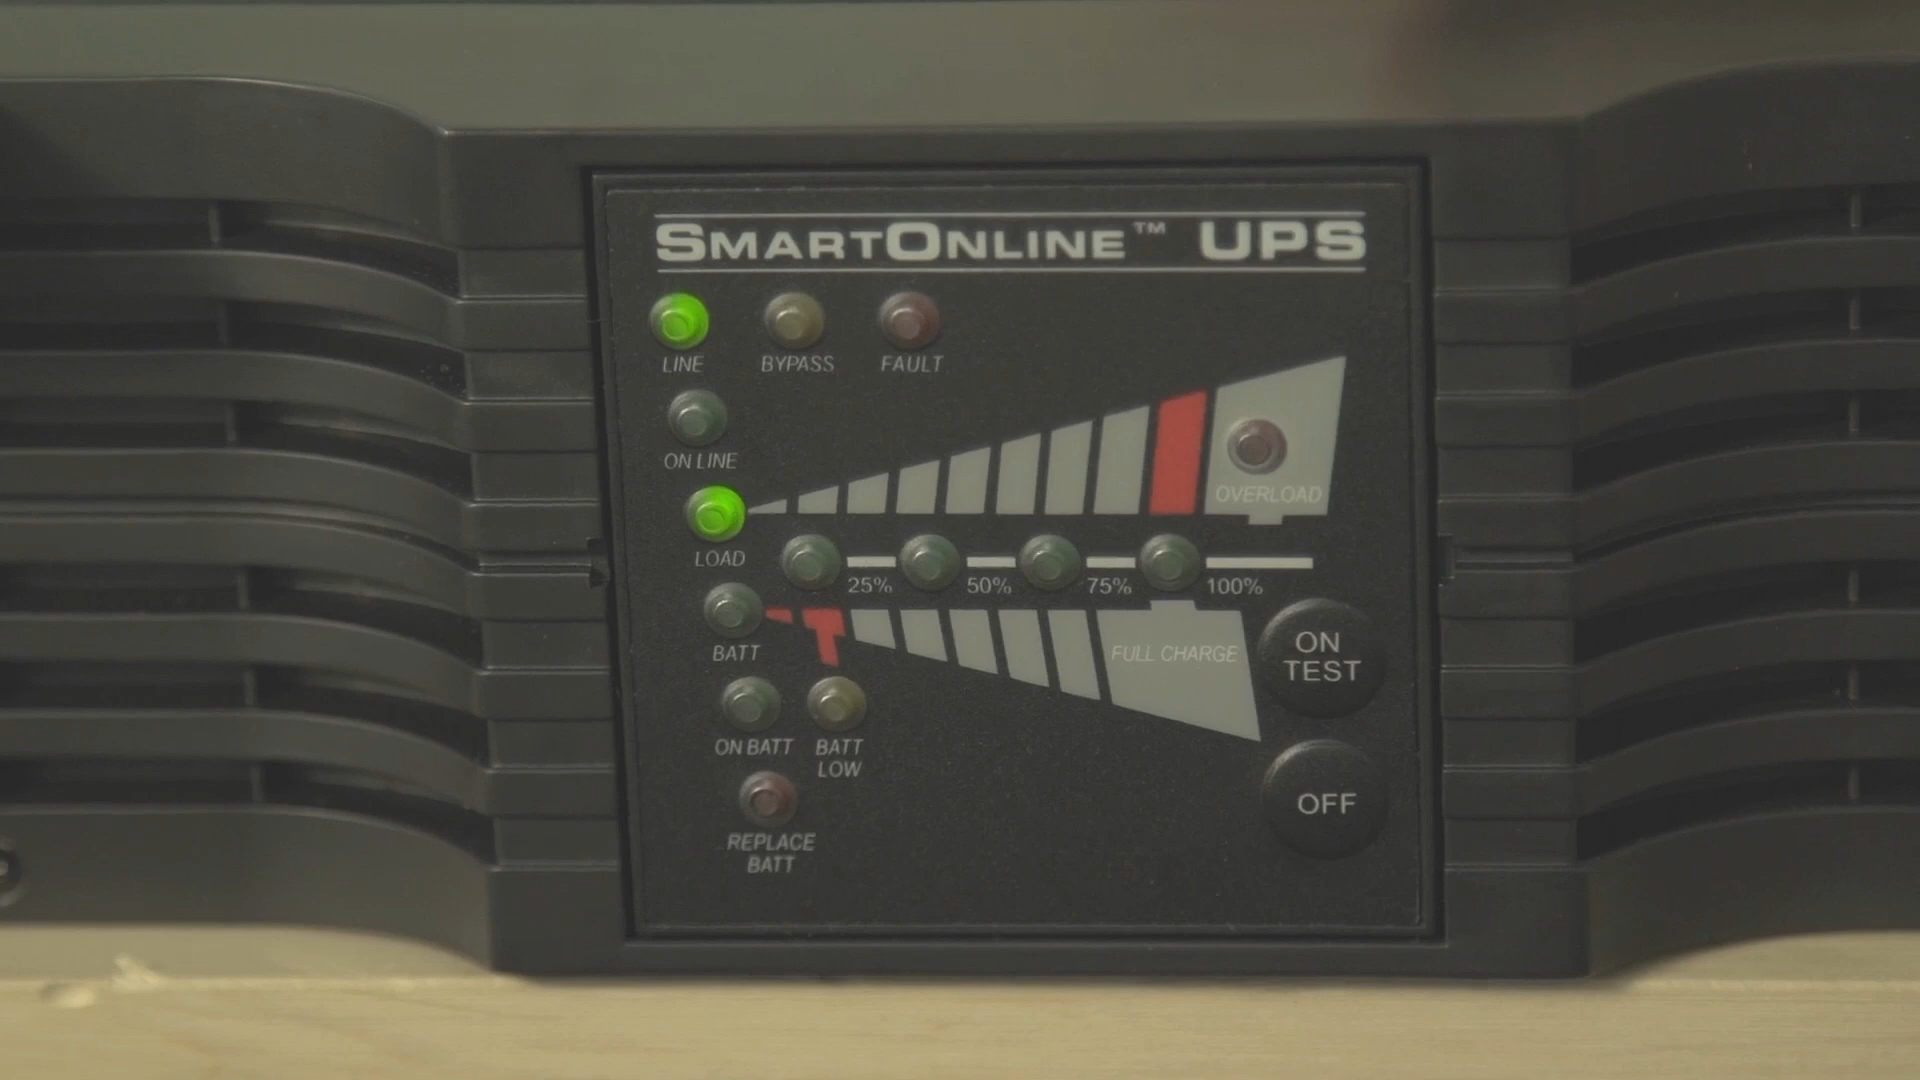 SMARTONLINE™ UPS
LINE BYPASS FAULT
ON LINE
OVERLOAD
LOAD
25% 50% 75% 100%
BATT
FULL CHARGE
ON
TEST
ON BATT
BATT
LOW
OFF
REPLACE
BATT